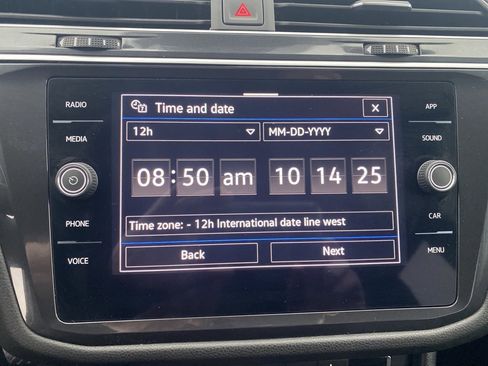 RADIO
MEDIA
PHONE
VOICE
Time and date X
12h MM-DD-YYYY
08:50 am 10 14 25
Time zone: - 12h International date line west
Back Next
APP
SOUND
CAR
MENU